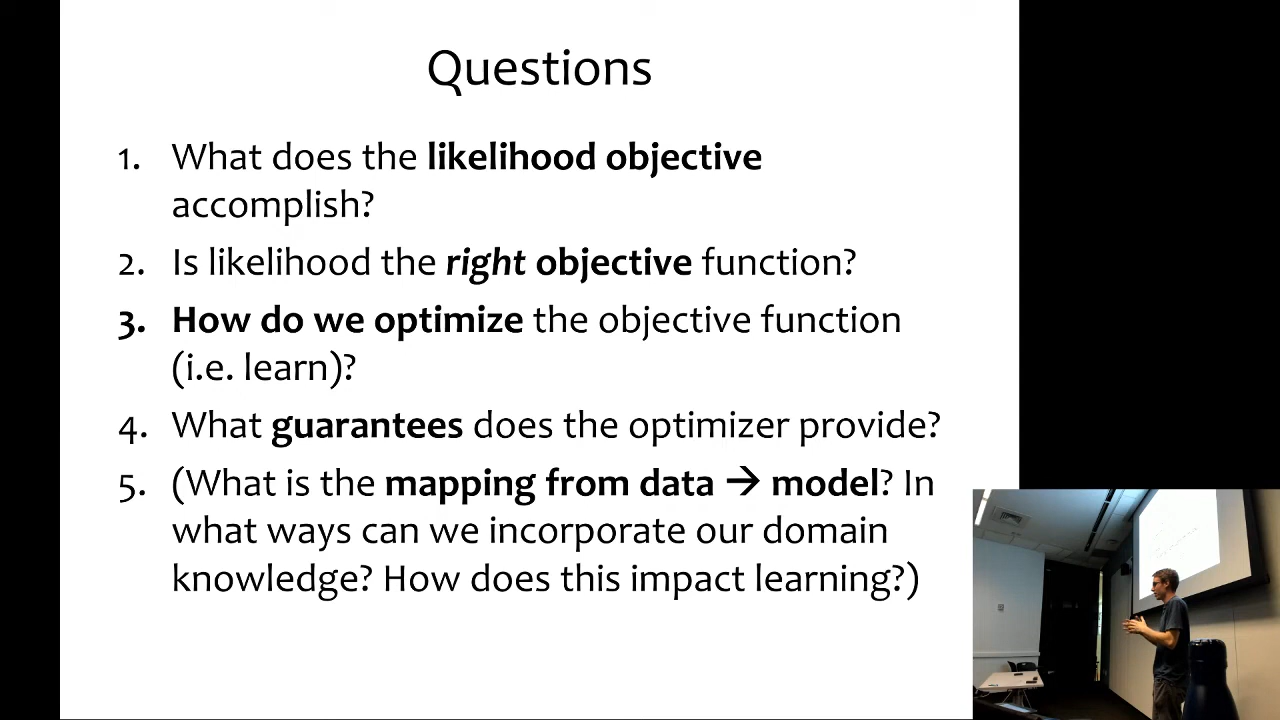 Questions
1. What does the likelihood objective
accomplish?
2. Is likelihood the right objective function?
3. How do we optimize the objective function
(i.e. learn)?
4. What guarantees does the optimizer provide?
5. (What is the mapping from data → model? In
what ways can we incorporate our domain
knowledge? How does this impact learning?)